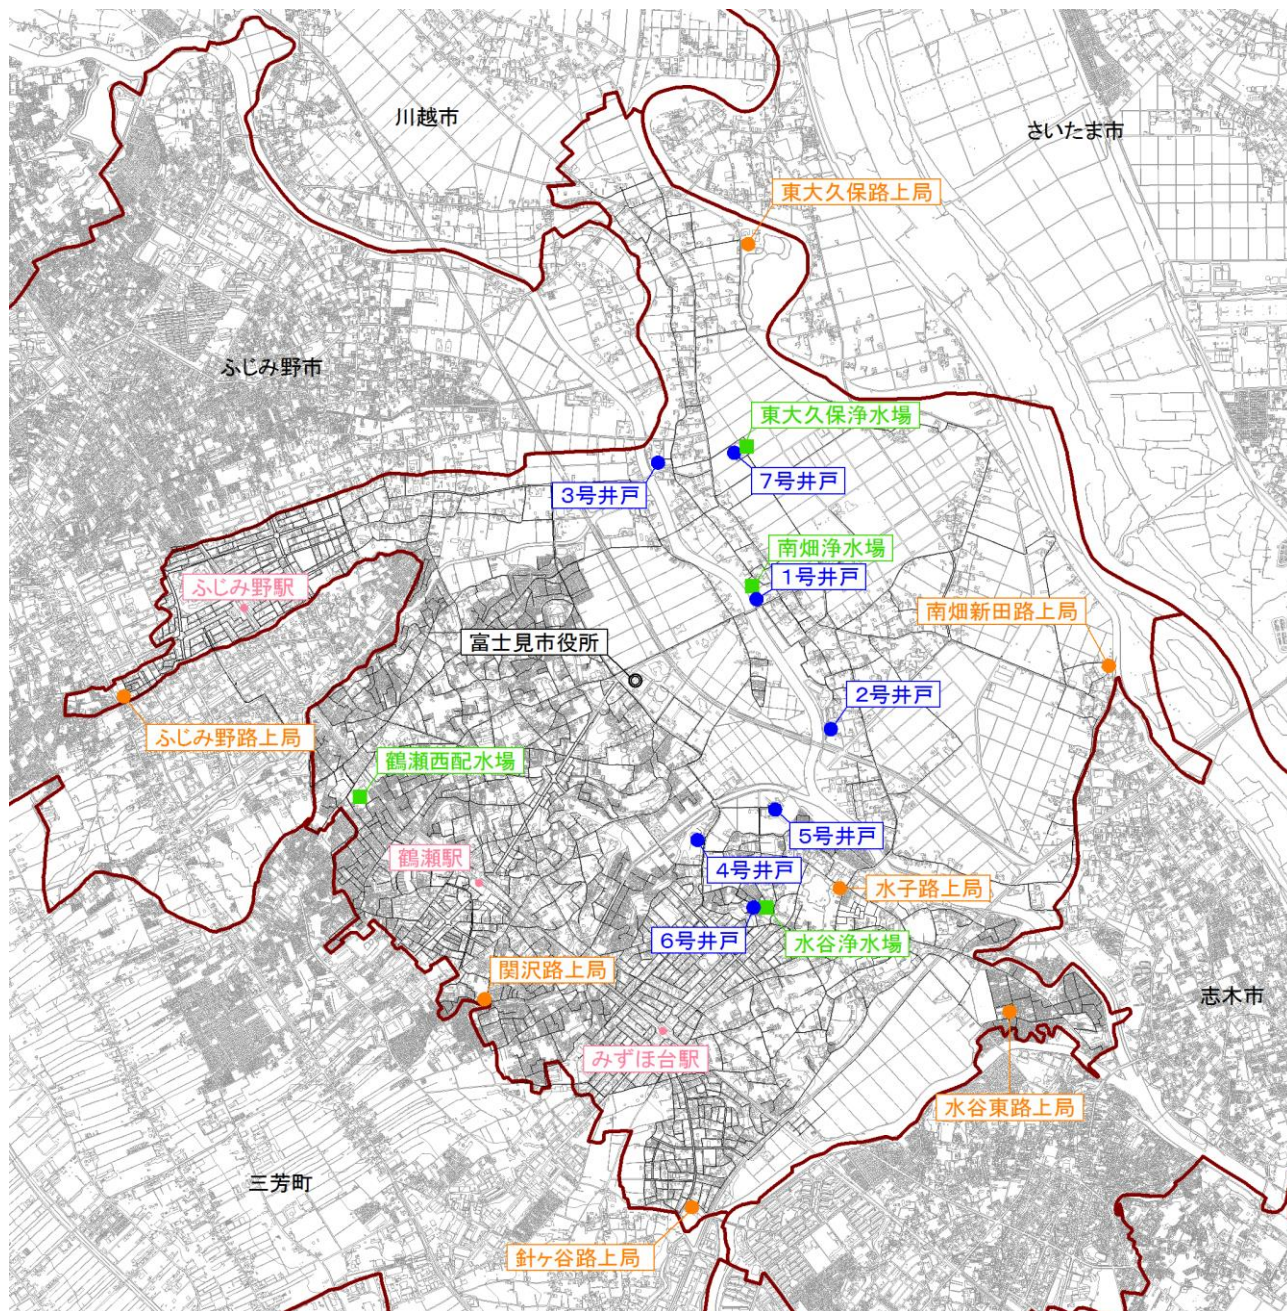 川越市
さいたま市
東大久保路上局
ふじみ野市
東大久保浄水場
7号井戸
3号井戸
南畑浄水場
1号井戸
ふじみ野駅
南畑新田路上局
富士見市役所
2号井戸
ふじみ野路上局
鶴瀬西配水場
5号井戸
鶴瀬駅
4号井戸
水子路上局
6号井戸
水谷浄水場
関沢路上局
志木市
みずほ台駅
水谷東路上局
三芳町
針ヶ谷路上局